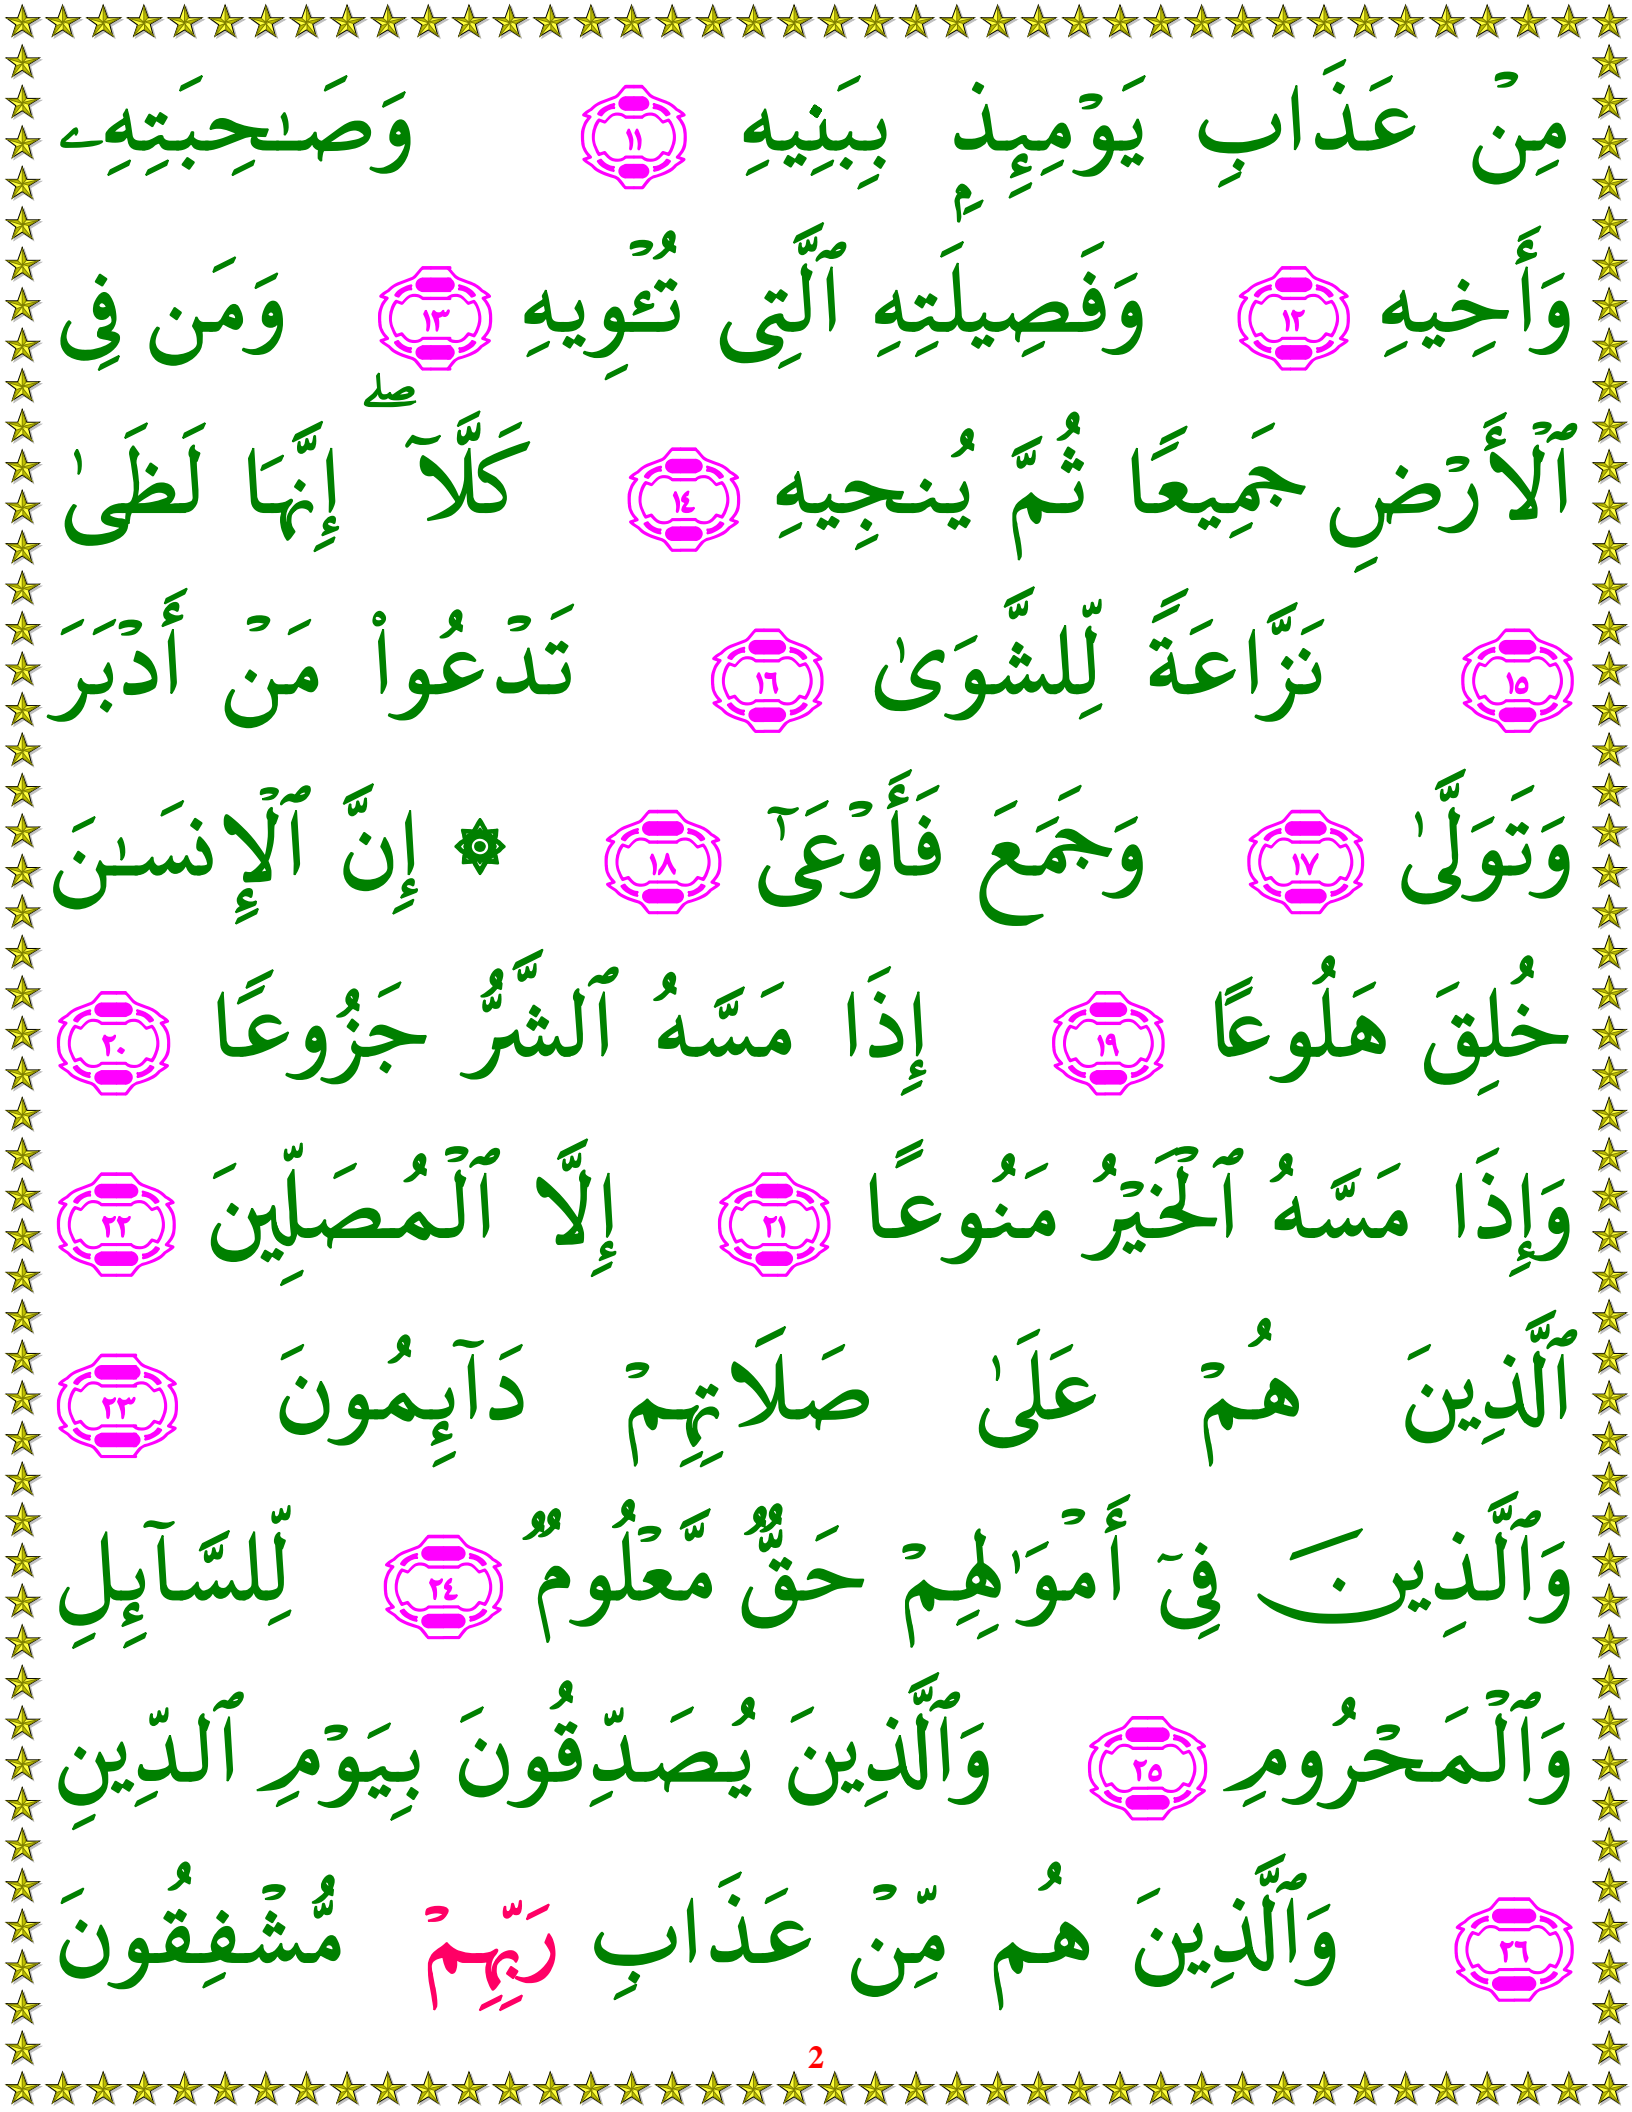 مِنۡ عَذَابِ يَوۡمِئِذِۭ بِبَنِيهِ ١١ وَصَـٰحِبَتِهِۦ
وَأَخِيهِ ١٢ وَفَصِيلَتِهِ ٱلَّتِى تُـٔۡوِيهِ ١٣ وَمَن فِى
ٱلۡأَرۡضِ جَمِيعًا ثُمَّ يُنجِيهِ ١٤ كَلَّآ‌ۖ إِنَّهَا لَظَىٰ
١٥ نَزَّاعَةً لِّلشَّوَىٰ ١٦ تَدۡعُواْ مَنۡ أَدۡبَرَ
وَتَوَلَّىٰ ١٧ وَجَمَعَ فَأَوۡعَىٰٓ ١٨ ۞ إِنَّ ٱلۡإِنسَـٰنَ
خُلِقَ هَلُوعًا ١٩ إِذَا مَسَّهُ ٱلشَّرُّ جَزُوعًا ٢٠
وَإِذَا مَسَّهُ ٱلۡخَيۡرُ مَنُوعًا ٢١ إِلَّا ٱلۡمُصَلِّينَ ٢٢
ٱلَّذِينَ هُمۡ عَلَىٰ صَلَاتِهِمۡ دَآٮِٕمُونَ ٢٣
وَٱلَّذِينَ فِىٓ أَمۡوَٲلِهِمۡ حَقٌّ مَّعۡلُومٌ ٢٤ لِّلسَّآٮِٕلِ
وَٱلۡمَحۡرُومِ ٢٥ وَٱلَّذِينَ يُصَدِّقُونَ بِيَوۡمِ ٱلدِّينِ
٢٦ وَٱلَّذِينَ هُم مِّنۡ عَذَابِ رَبِّهِمۡ مُّشۡفِقُونَ
2